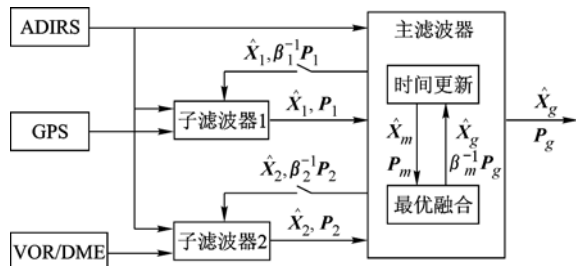 ADIRS
主滤波器
X̂₁, β₁⁻¹P₁
时间更新
GPS
子滤波器1
X̂₁, P₁
X̂ₘ
Pₘ
X̂g
βₘ⁻¹Pg
X̂g
Pg
X̂₂, β₂⁻¹P₂
最优融合
VOR/DME
子滤波器2
X̂₂, P₂